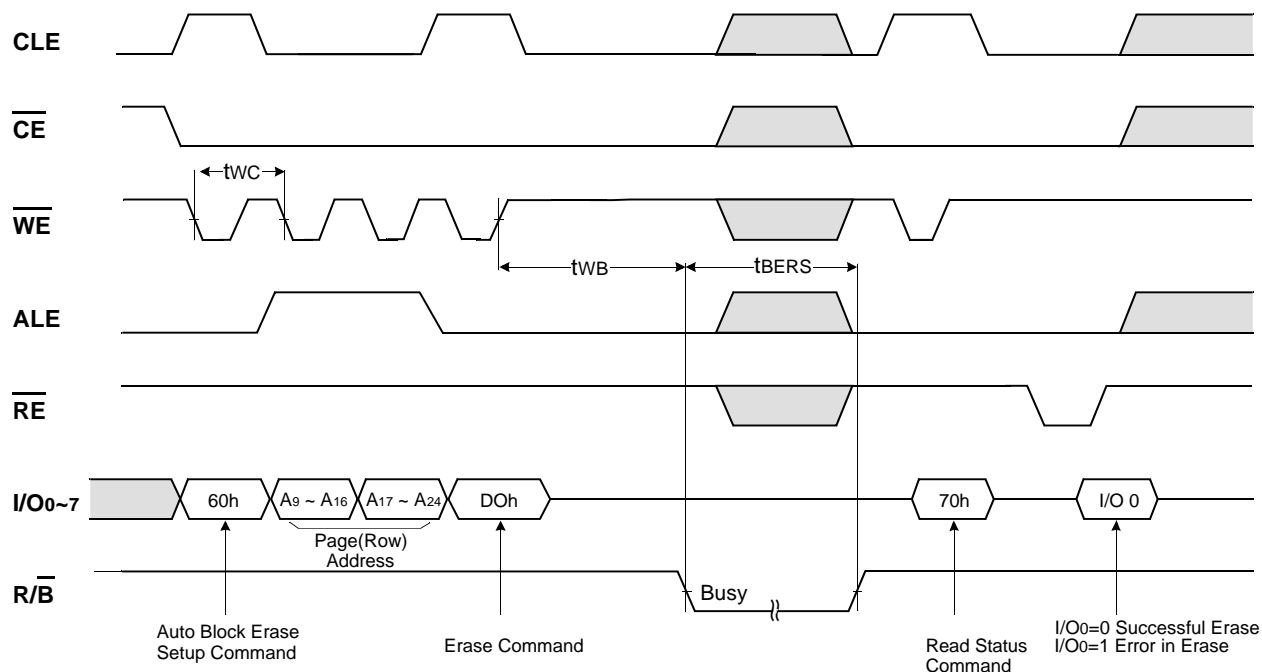 CLE
CE
tWC
WE
tWB
tBERS
ALE
RE
I/O0~7
60h
A9 ~ A16
A17 ~ A24
DOh
70h
I/O 0
Page(Row)
Address
R/B
Busy
Auto Block Erase
Setup Command
Erase Command
Read Status
Command
I/O0=0 Successful Erase
I/O0=1 Error in Erase